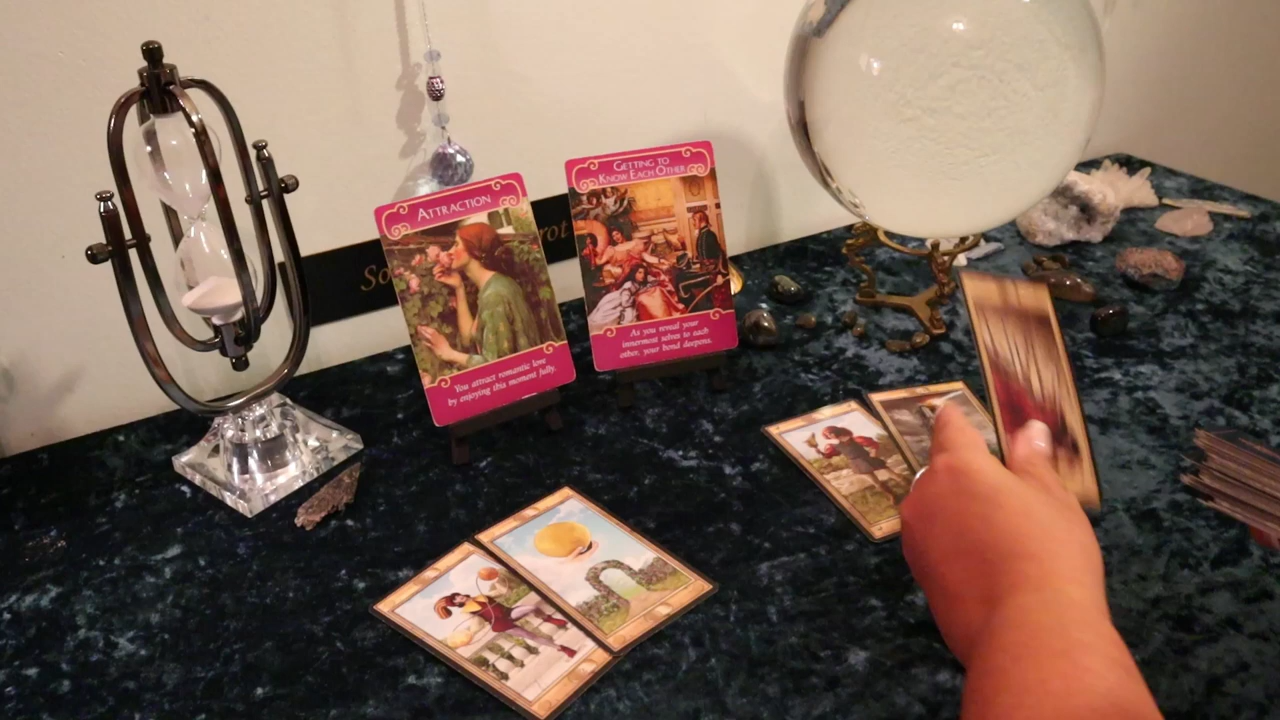 ATTRACTION
You attract romantic love
by enjoying this moment fully.
GETTING TO
KNOW EACH OTHER
As you reveal your
innermost selves to each
other, your bond deepens.